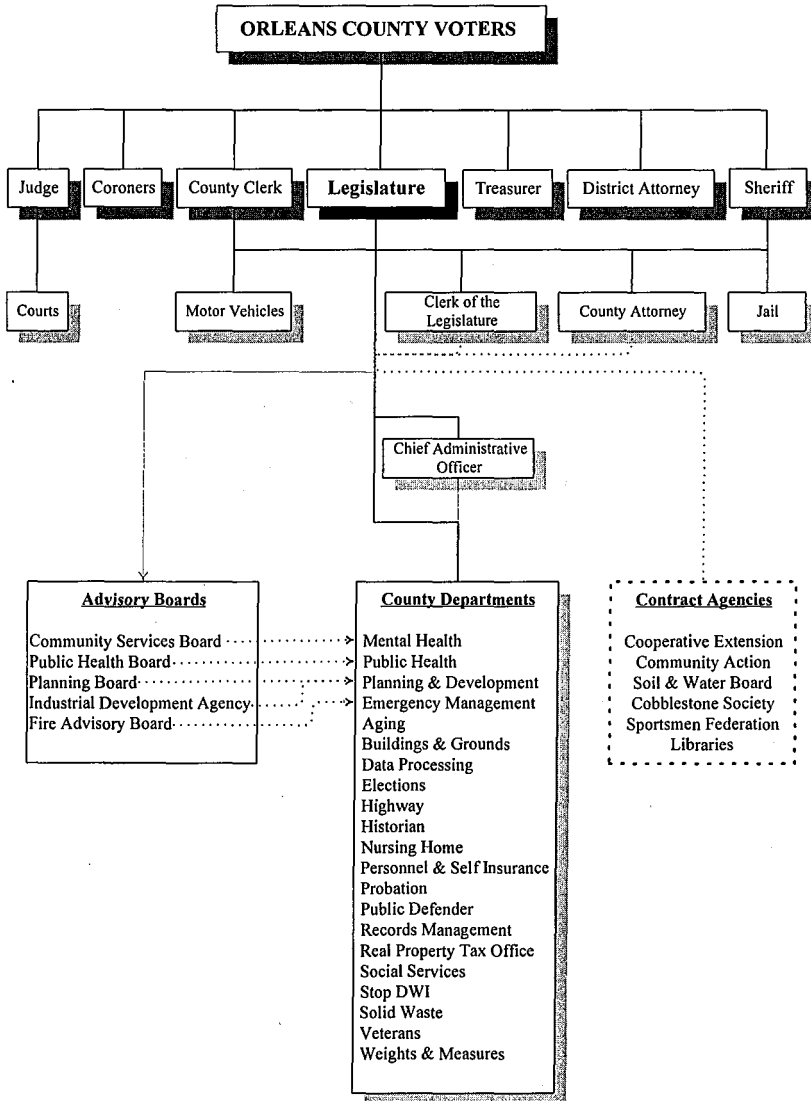 ORLEANS COUNTY VOTERS
Judge
Coroners
County Clerk
Legislature
Treasurer
District Attorney
Sheriff
Courts
Motor Vehicles
Clerk of the
Legislature
County Attorney
Jail
Chief Administrative
Officer
Advisory Boards
Community Services Board
Public Health Board
Planning Board
Industrial Development Agency
Fire Advisory Board
County Departments
Mental Health
Public Health
Planning & Development
Emergency Management
Aging
Buildings & Grounds
Data Processing
Elections
Highway
Historian
Nursing Home
Personnel & Self Insurance
Probation
Public Defender
Records Management
Real Property Tax Office
Social Services
Stop DWI
Solid Waste
Veterans
Weights & Measures
Contract Agencies
Cooperative Extension
Community Action
Soil & Water Board
Cobblestone Society
Sportsmen Federation
Libraries